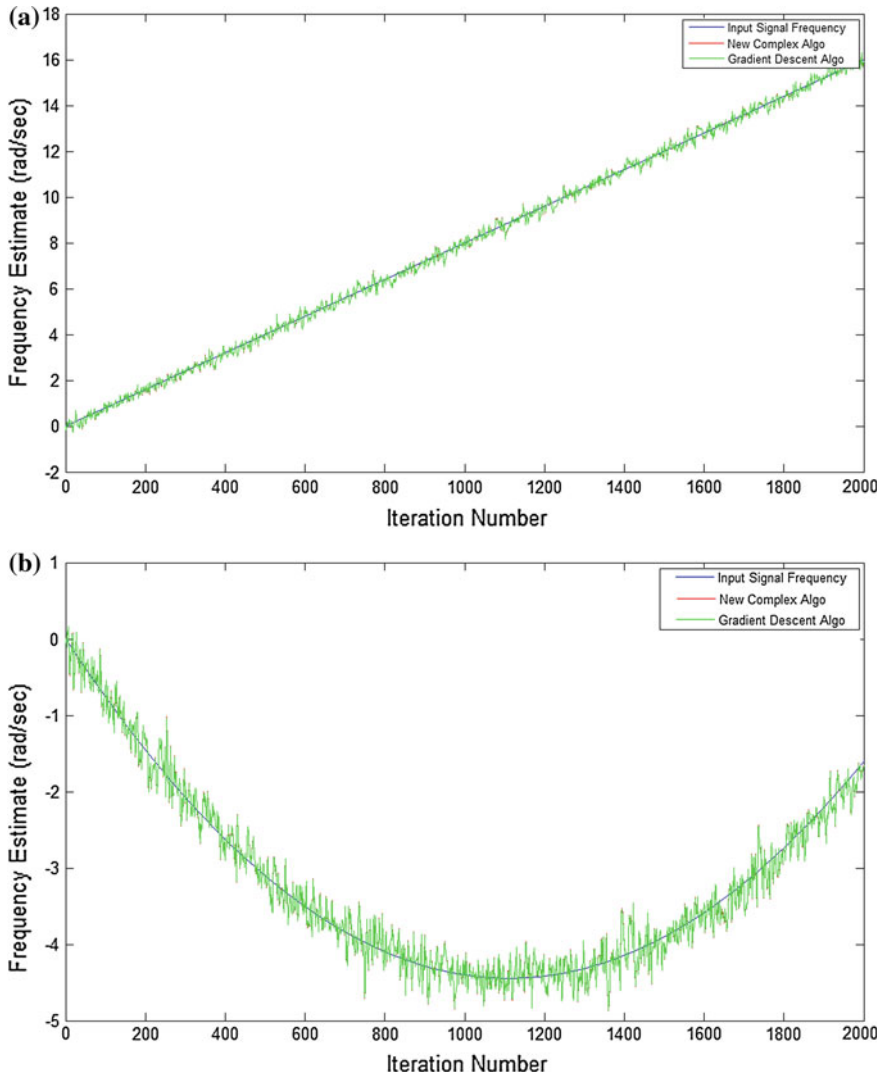 (a)
Input Signal Frequency
New Complex Algo
Gradient Descent Algo
18
16
14
12
10
8
6
4
2
0
-2
Frequency Estimate (rad/sec)
0 200 400 600 800 1000 1200 1400 1600 1800 2000
Iteration Number
(b)
Input Signal Frequency
New Complex Algo
Gradient Descent Algo
1
0
-1
-2
-3
-4
-5
Frequency Estimate (rad/sec)
0 200 400 600 800 1000 1200 1400 1600 1800 2000
Iteration Number